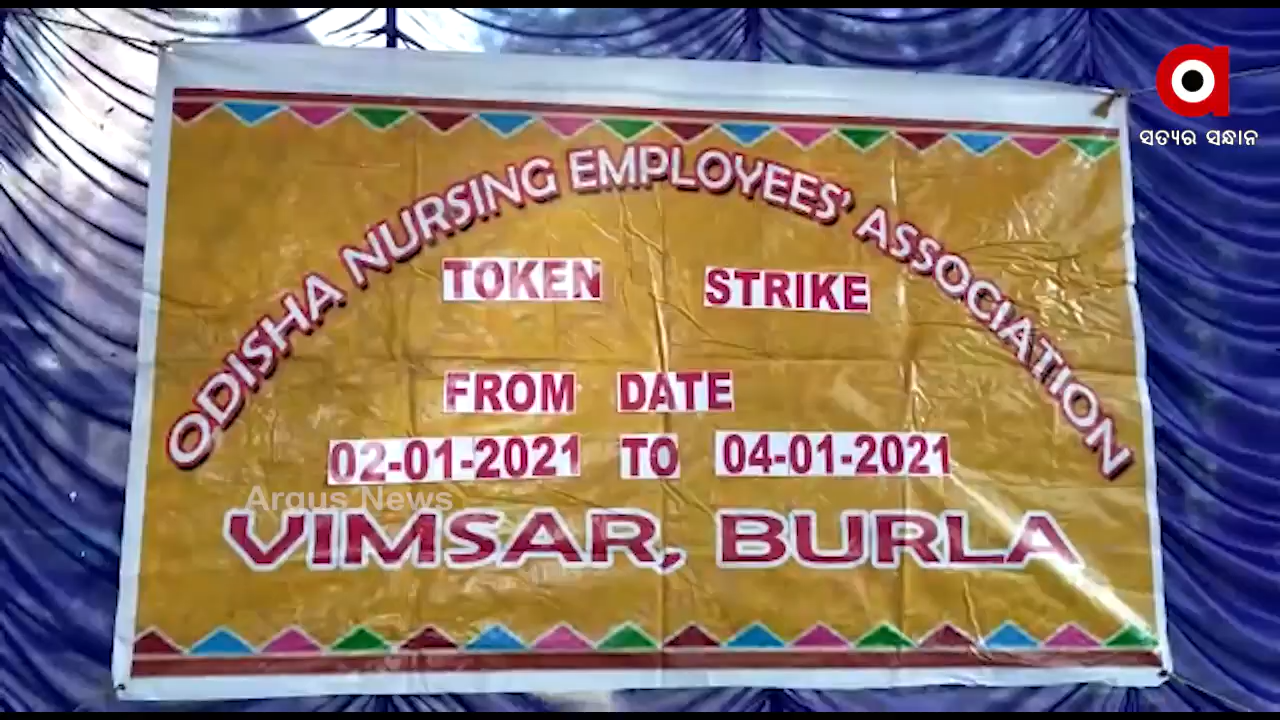 ସତ୍ୟର ସନ୍ଧାନ
ODISHA NURSING EMPLOYEES' ASSOCIATION
TOKEN STRIKE
FROM DATE
02-01-2021 TO 04-01-2021
Argus News
VIMSAR, BURLA